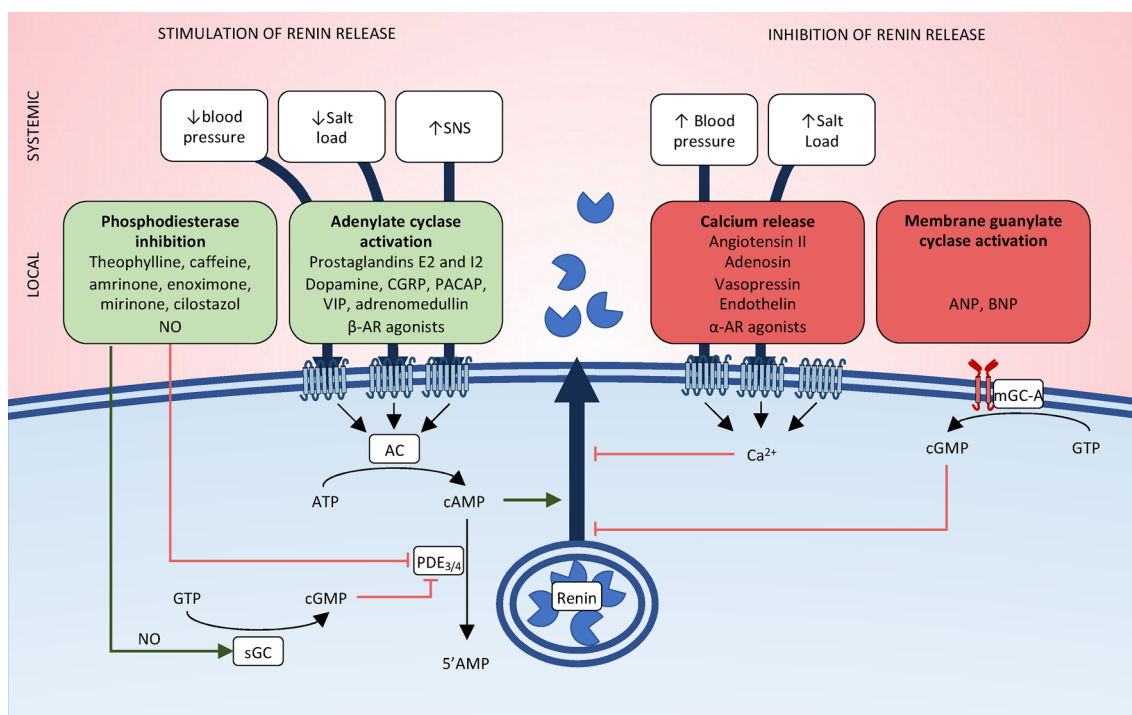 STIMULATION OF RENIN RELEASE
INHIBITION OF RENIN RELEASE
SYSTEMIC
↓blood
pressure
↓Salt
load
↑SNS
↑ Blood
pressure
↑Salt
Load
LOCAL
Phosphodiesterase
inhibition
Theophylline, caffeine,
amrinone, enoximone,
mirinone, cilostazol
NO
Adenylate cyclase
activation
Prostaglandins E2 and I2
Dopamine, CGRP, PACAP,
VIP, adrenomedullin
β-AR agonists
Calcium release
Angiotensin II
Adenosin
Vasopressin
Endothelin
α-AR agonists
Membrane guanylate
cyclase activation
ANP, BNP
mGC-A
AC
Ca²⁺
cGMP
GTP
ATP
cAMP
PDE₃/₄
Renin
GTP
cGMP
NO
sGC
5'AMP